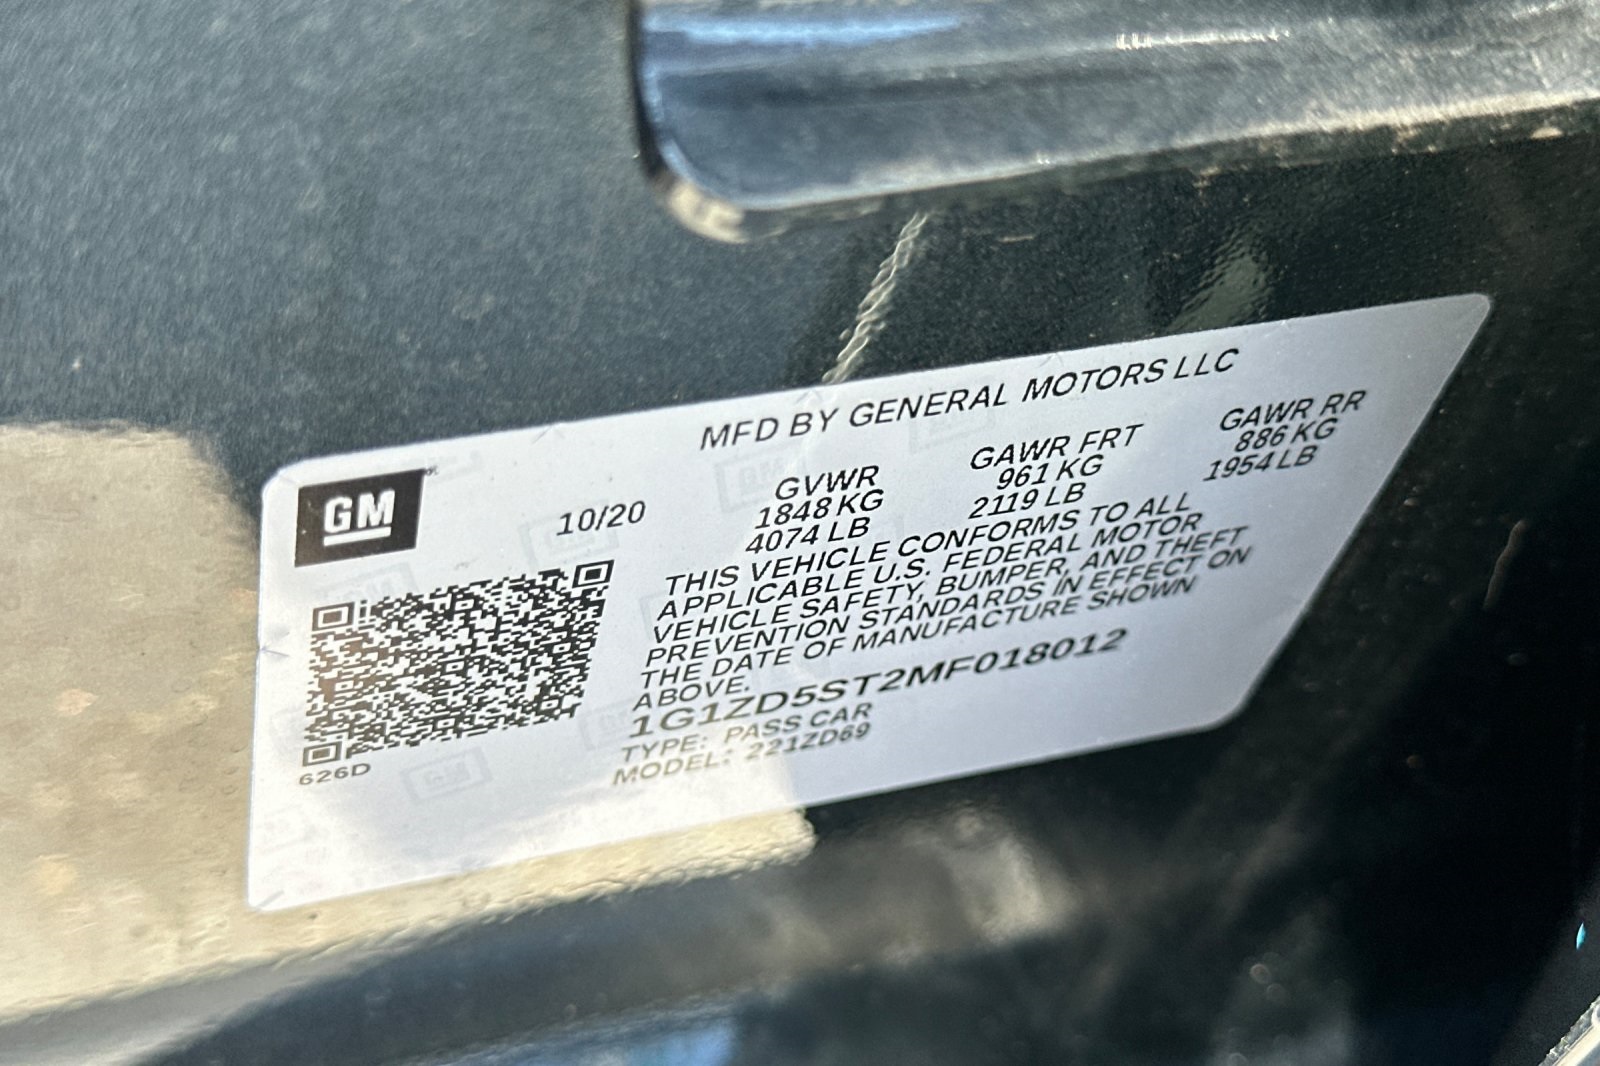 MFD BY GENERAL MOTORS LLC
GM
10/20
GVWR GAWR FRT GAWR RR
1848 KG 961 KG 886 KG
4074 LB 2119 LB 1954 LB
THIS VEHICLE CONFORMS TO ALL
APPLICABLE U.S. FEDERAL MOTOR
VEHICLE SAFETY, BUMPER, AND THEFT
PREVENTION STANDARDS IN EFFECT ON
THE DATE OF MANUFACTURE SHOWN
ABOVE.
1G1ZD5ST2MF018012
TYPE: PASS CAR
MODEL: 221ZD69
626D